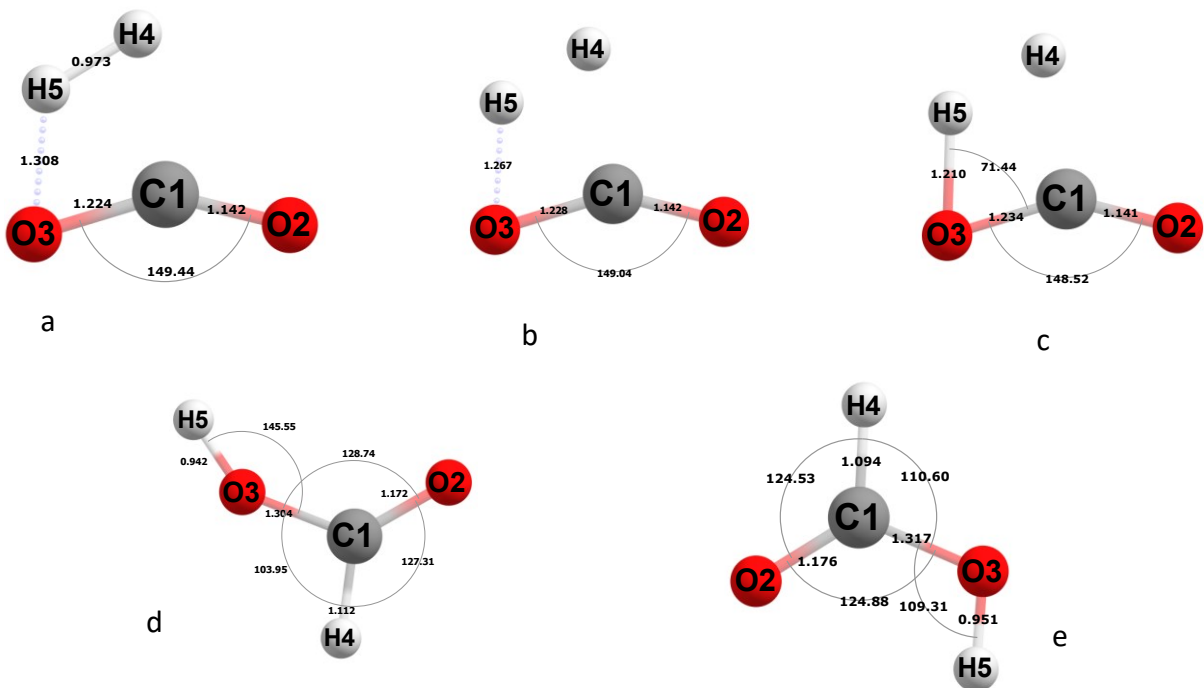 H4
0.973
H5
1.308
C1
1.224
1.142
O3
O2
149.44
a
H4
H5
1.267
C1
1.228
1.142
O3
O2
149.04
b
H4
H5
1.210
71.44
C1
1.234
1.141
O3
O2
148.52
c
H5
145.55
0.942
128.74
O3
O2
1.172
1.304
C1
103.95
127.31
1.112
H4
d
H4
124.53
1.094
110.60
C1
1.317
1.176
O3
O2
124.88
109.31
0.951
H5
e